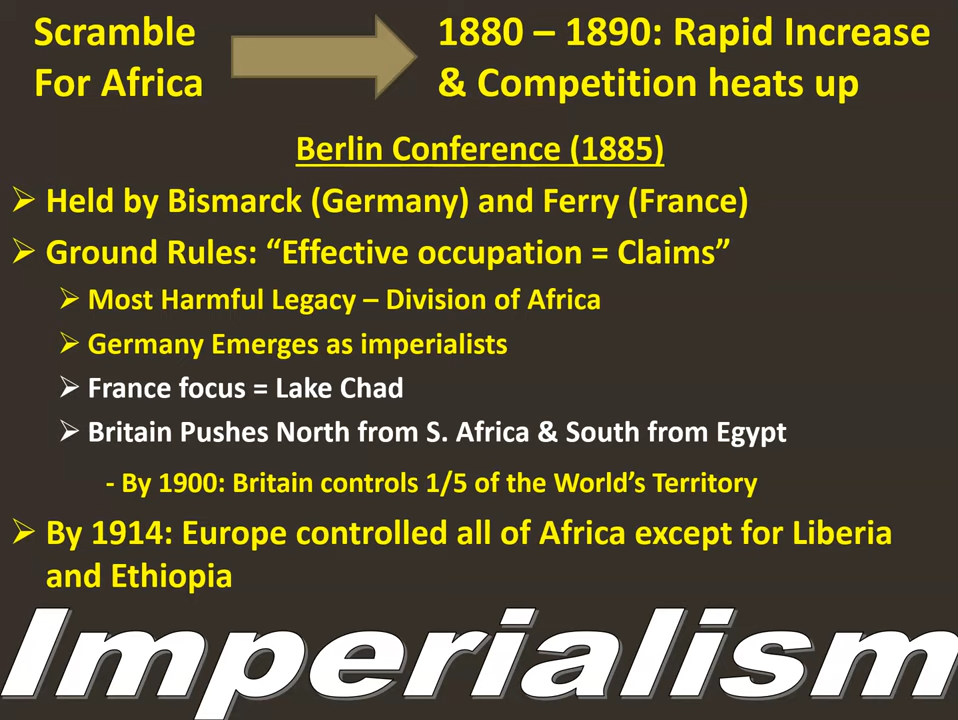 Scramble
For Africa
1880 – 1890: Rapid Increase
& Competition heats up
Berlin Conference (1885)
Held by Bismarck (Germany) and Ferry (France)
Ground Rules: “Effective occupation = Claims”
Most Harmful Legacy – Division of Africa
Germany Emerges as imperialists
France focus = Lake Chad
Britain Pushes North from S. Africa & South from Egypt
- By 1900: Britain controls 1/5 of the World’s Territory
By 1914: Europe controlled all of Africa except for Liberia
and Ethiopia
Imperialism